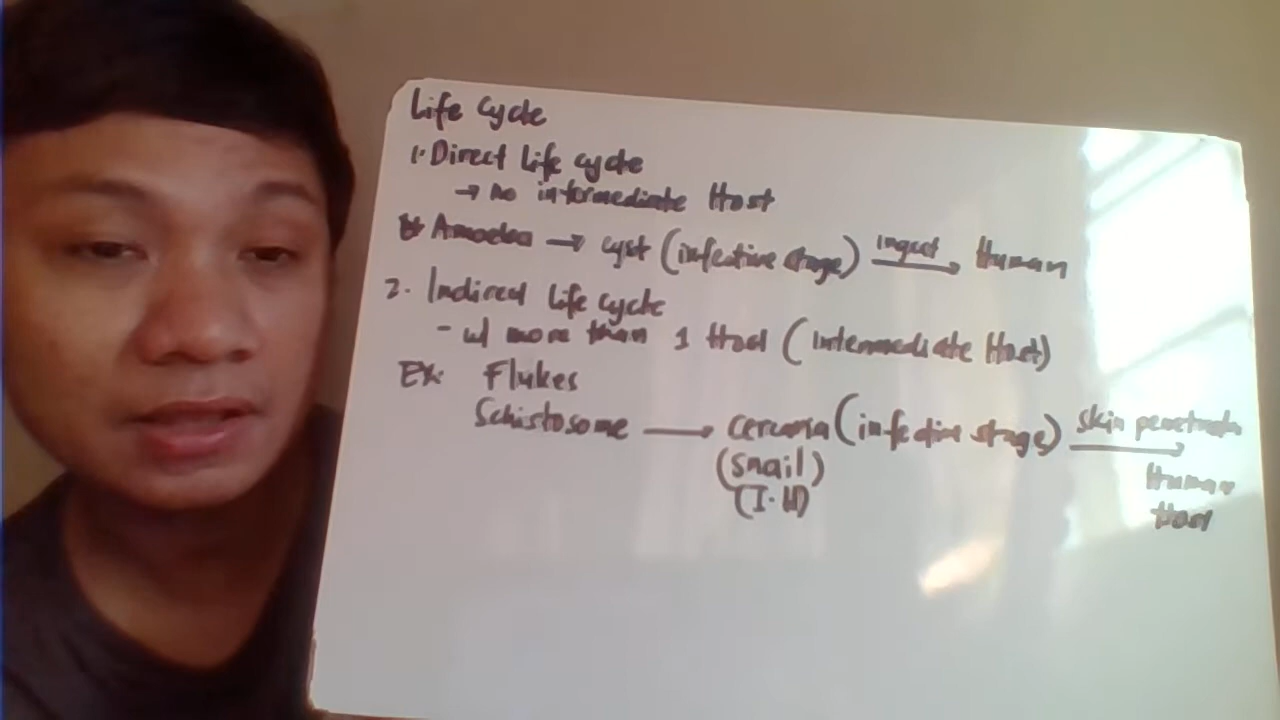 Life Cycle
1. Direct Life cycle
→ no intermediate Host
Amoeba → cyst (infective stage) ingest → Human
2. Indirect life cycle
- w/ more than 1 Host (Intermediate Host)
Ex: Flukes
Schistosome → cercaria (infective stage) skin penetration →
(snail)
(I.H)
Human
Host